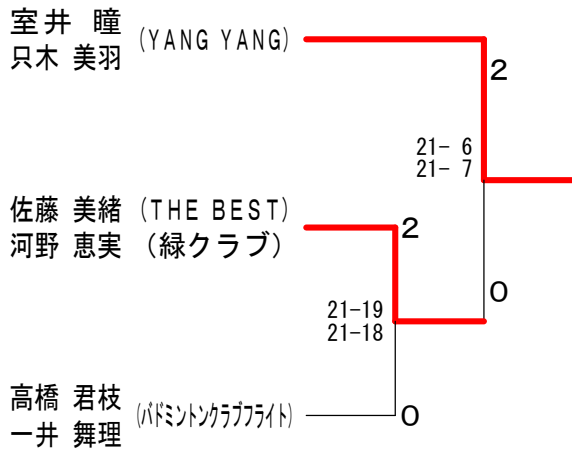 室井 瞳 (YANG YANG)
只木 美羽
2
21- 6
21- 7
佐藤 美緒 (THE BEST)
河野 恵実 (緑クラブ)
2
0
21-19
21-18
高橋 君枝
一井 舞理 (バドミントンクラブフライト)
0